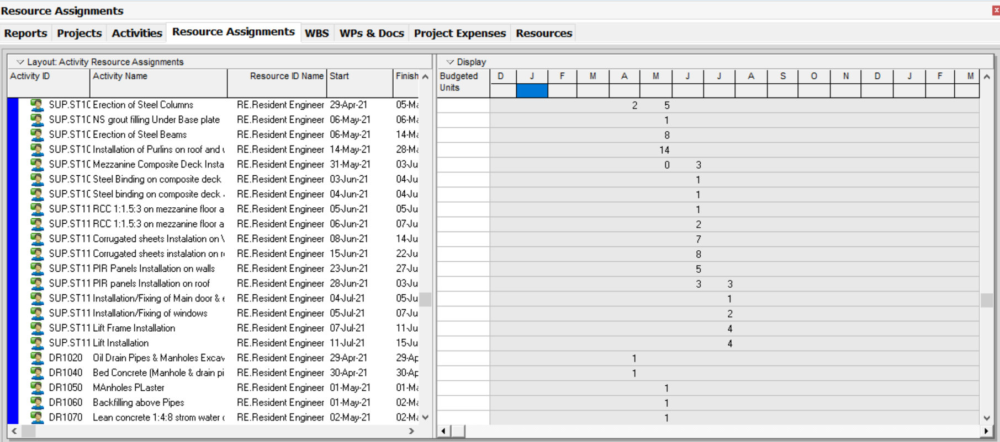 Resource Assignments
Reports Projects Activities Resource Assignments WBS WPs & Docs Project Expenses Resources
Layout: Activity Resource Assignments Display
Activity ID Activity Name Resource ID Name Start Finish Budgeted Units D J F M A M J J A S O N D J F M
SUP.ST1C Erection of Steel Columns RE.Resident Engineer 29-Apr-21 05-Ma 2 5
SUP.ST1C NS grout filling Under Base plate RE.Resident Engineer 06-May-21 06-Ma 1
SUP.ST1C Erection of Steel Beams RE.Resident Engineer 06-May-21 14-Ma 8
SUP.ST1C Installation of Purlins on roof and RE.Resident Engineer 14-May-21 28-Ma 14
SUP.ST1C Mezzanine Composite Deck Insta RE.Resident Engineer 31-May-21 03-Ju 0 3
SUP.ST1C Steel Binding on composite deck RE.Resident Engineer 03-Jun-21 04-Ju 1
SUP.ST1C Steel binding on composite deck RE.Resident Engineer 04-Jun-21 04-Ju 1
SUP.ST11 RCC 1:1.5:3 on mezzanine floor a RE.Resident Engineer 05-Jun-21 05-Ju 1
SUP.ST11 RCC 1:1.5:3 on mezzanine floor a RE.Resident Engineer 06-Jun-21 07-Ju 2
SUP.ST11 Corrugated sheets Instalation on RE.Resident Engineer 08-Jun-21 14-Ju 7
SUP.ST11 Corrugated sheets instalation on r RE.Resident Engineer 15-Jun-21 22-Ju 8
SUP.ST11 PIR Panels Installation on walls RE.Resident Engineer 23-Jun-21 27-Ju 5
SUP.ST11 PIR panels Installation on roof RE.Resident Engineer 28-Jun-21 03-Ju 3 3
SUP.ST11 Installation/Fixing of Main door & e RE.Resident Engineer 04-Jul-21 05-Ju 1
SUP.ST11 Installation/Fixing of windows RE.Resident Engineer 05-Jul-21 07-Ju 2
SUP.ST11 Lift Frame Installation RE.Resident Engineer 07-Jul-21 11-Ju 4
SUP.ST11 Lift Installation RE.Resident Engineer 11-Jul-21 15-Ju 4
DR1020 Oil Drain Pipes & Manholes Excav RE.Resident Engineer 29-Apr-21 29-Ap 1
DR1040 Bed Concrete (Manhole & drain pi RE.Resident Engineer 30-Apr-21 30-Ap 1
DR1050 MAnholes PLaster RE.Resident Engineer 01-May-21 01-Ma 1
DR1060 Backfilling above Pipes RE.Resident Engineer 01-May-21 02-Ma 1
DR1070 Lean concrete 1:4:8 strom water RE.Resident Engineer 02-May-21 02-Ma 1